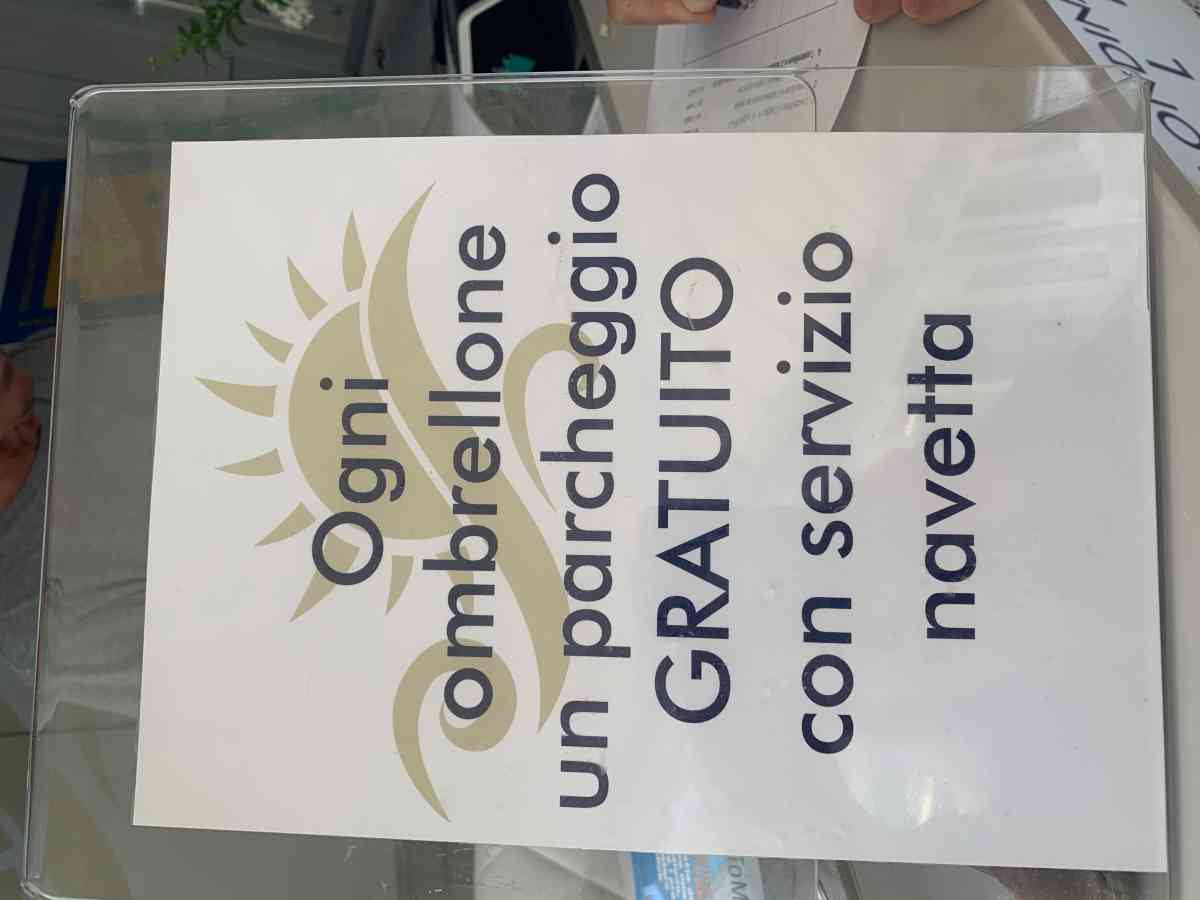 Ogni
ombrellone
un parcheggio
GRATUITO
con servizio
navetta